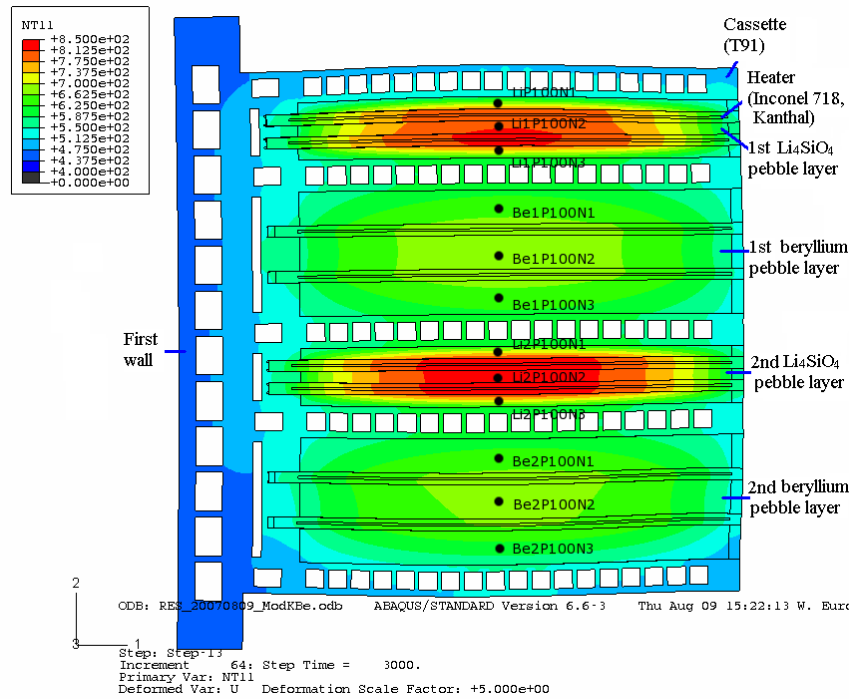 NT11
+8.500e+02
+8.125e+02
+7.750e+02
+7.375e+02
+7.000e+02
+6.625e+02
+6.250e+02
+5.875e+02
+5.500e+02
+5.125e+02
+4.750e+02
+4.375e+02
+4.000e+02
+0.000e+00
Cassette
(T91)
Heater
(Inconel 718,
Kanthal)
1st Li₄SiO₄
pebble layer
1st beryllium
pebble layer
2nd Li₄SiO₄
pebble layer
2nd beryllium
pebble layer
First
wall
LiP100N1
Li1P100N2
Li1P100N3
Be1P100N1
Be1P100N2
Be1P100N3
Li2P100N1
Li2P100N2
Li2P100N3
Be2P100N1
Be2P100N2
Be2P100N3
2
3 1
ODB: RES_20070809_ModKBe.odb ABAQUS/STANDARD Version 6.6-3 Thu Aug 09 15:22:13 W. Euro
Step: Step-13
Increment 64: Step Time = 3000.
Primary Var: NT11
Deformed Var: U Deformation Scale Factor: +5.000e+00